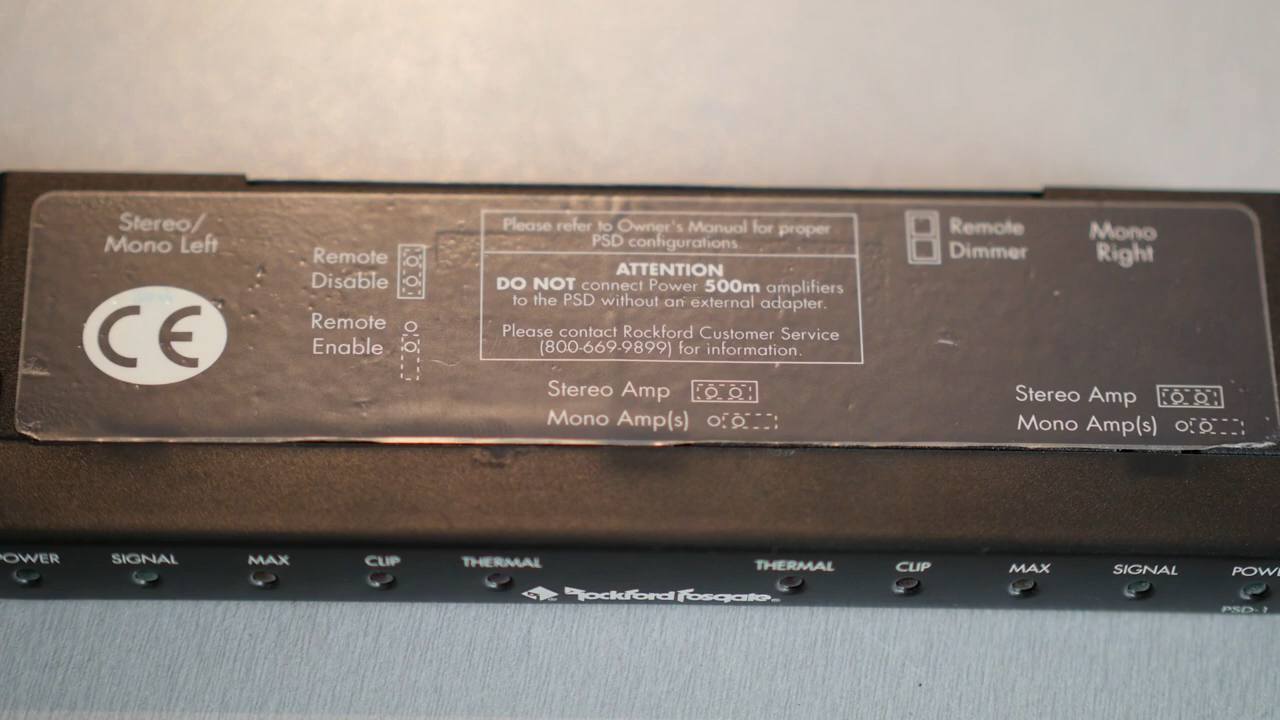 Stereo/
Mono Left
CE
Remote
Disable
Remote
Enable
Please refer to Owner's Manual for proper
PSD configurations.
ATTENTION
DO NOT connect Power 500m amplifiers
to the PSD without an external adapter.
Please contact Rockford Customer Service
(800-669-9899) for information.
Stereo Amp
Mono Amp(s)
Remote
Dimmer
Mono
Right
Stereo Amp
Mono Amp(s)
POWER SIGNAL MAX CLIP THERMAL THERMAL CLIP MAX SIGNAL POWE
Rockford Fosgate
PSD-1